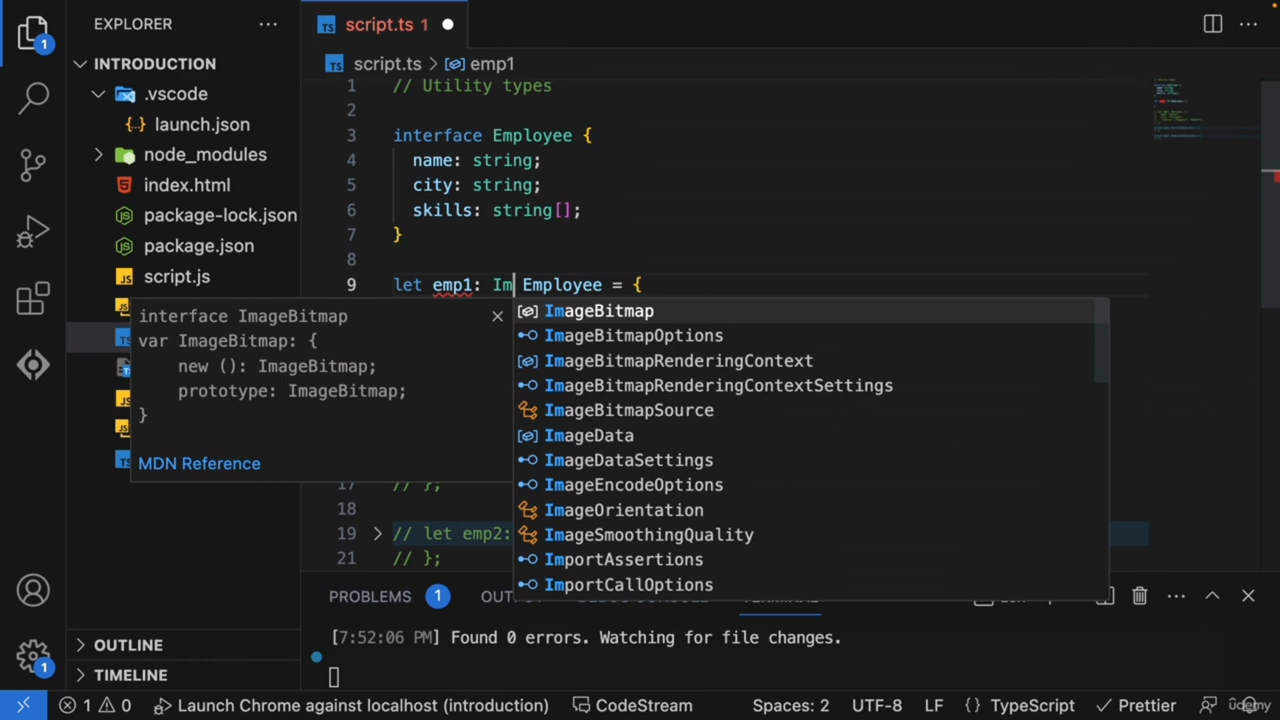 1
EXPLORER
INTRODUCTION
.vscode
launch.json
node_modules
index.html
package-lock.json
package.json
script.js
OUTLINE
TIMELINE
1
TS script.ts 1
TS script.ts > emp1
1 // Utility types
2
3 interface Employee {
4 name: string;
5 city: string;
6 skills: string[];
7 }
8
9 let emp1: Im Employee = {
interface ImageBitmap
var ImageBitmap: {
new (): ImageBitmap;
prototype: ImageBitmap;
}
MDN Reference
ImageBitmap
ImageBitmapOptions
ImageBitmapRenderingContext
ImageBitmapRenderingContextSettings
ImageBitmapSource
ImageData
ImageDataSettings
ImageEncodeOptions
ImageOrientation
ImageSmoothingQuality
ImportAssertions
ImportCallOptions
17 // };
18
19 // let emp2:
21 // };
PROBLEMS 1
[7:52:06 PM] Found 0 errors. Watching for file changes.
1 0 Launch Chrome against localhost (introduction) CodeStream Spaces: 2 UTF-8 LF {} TypeScript Prettier
udemy